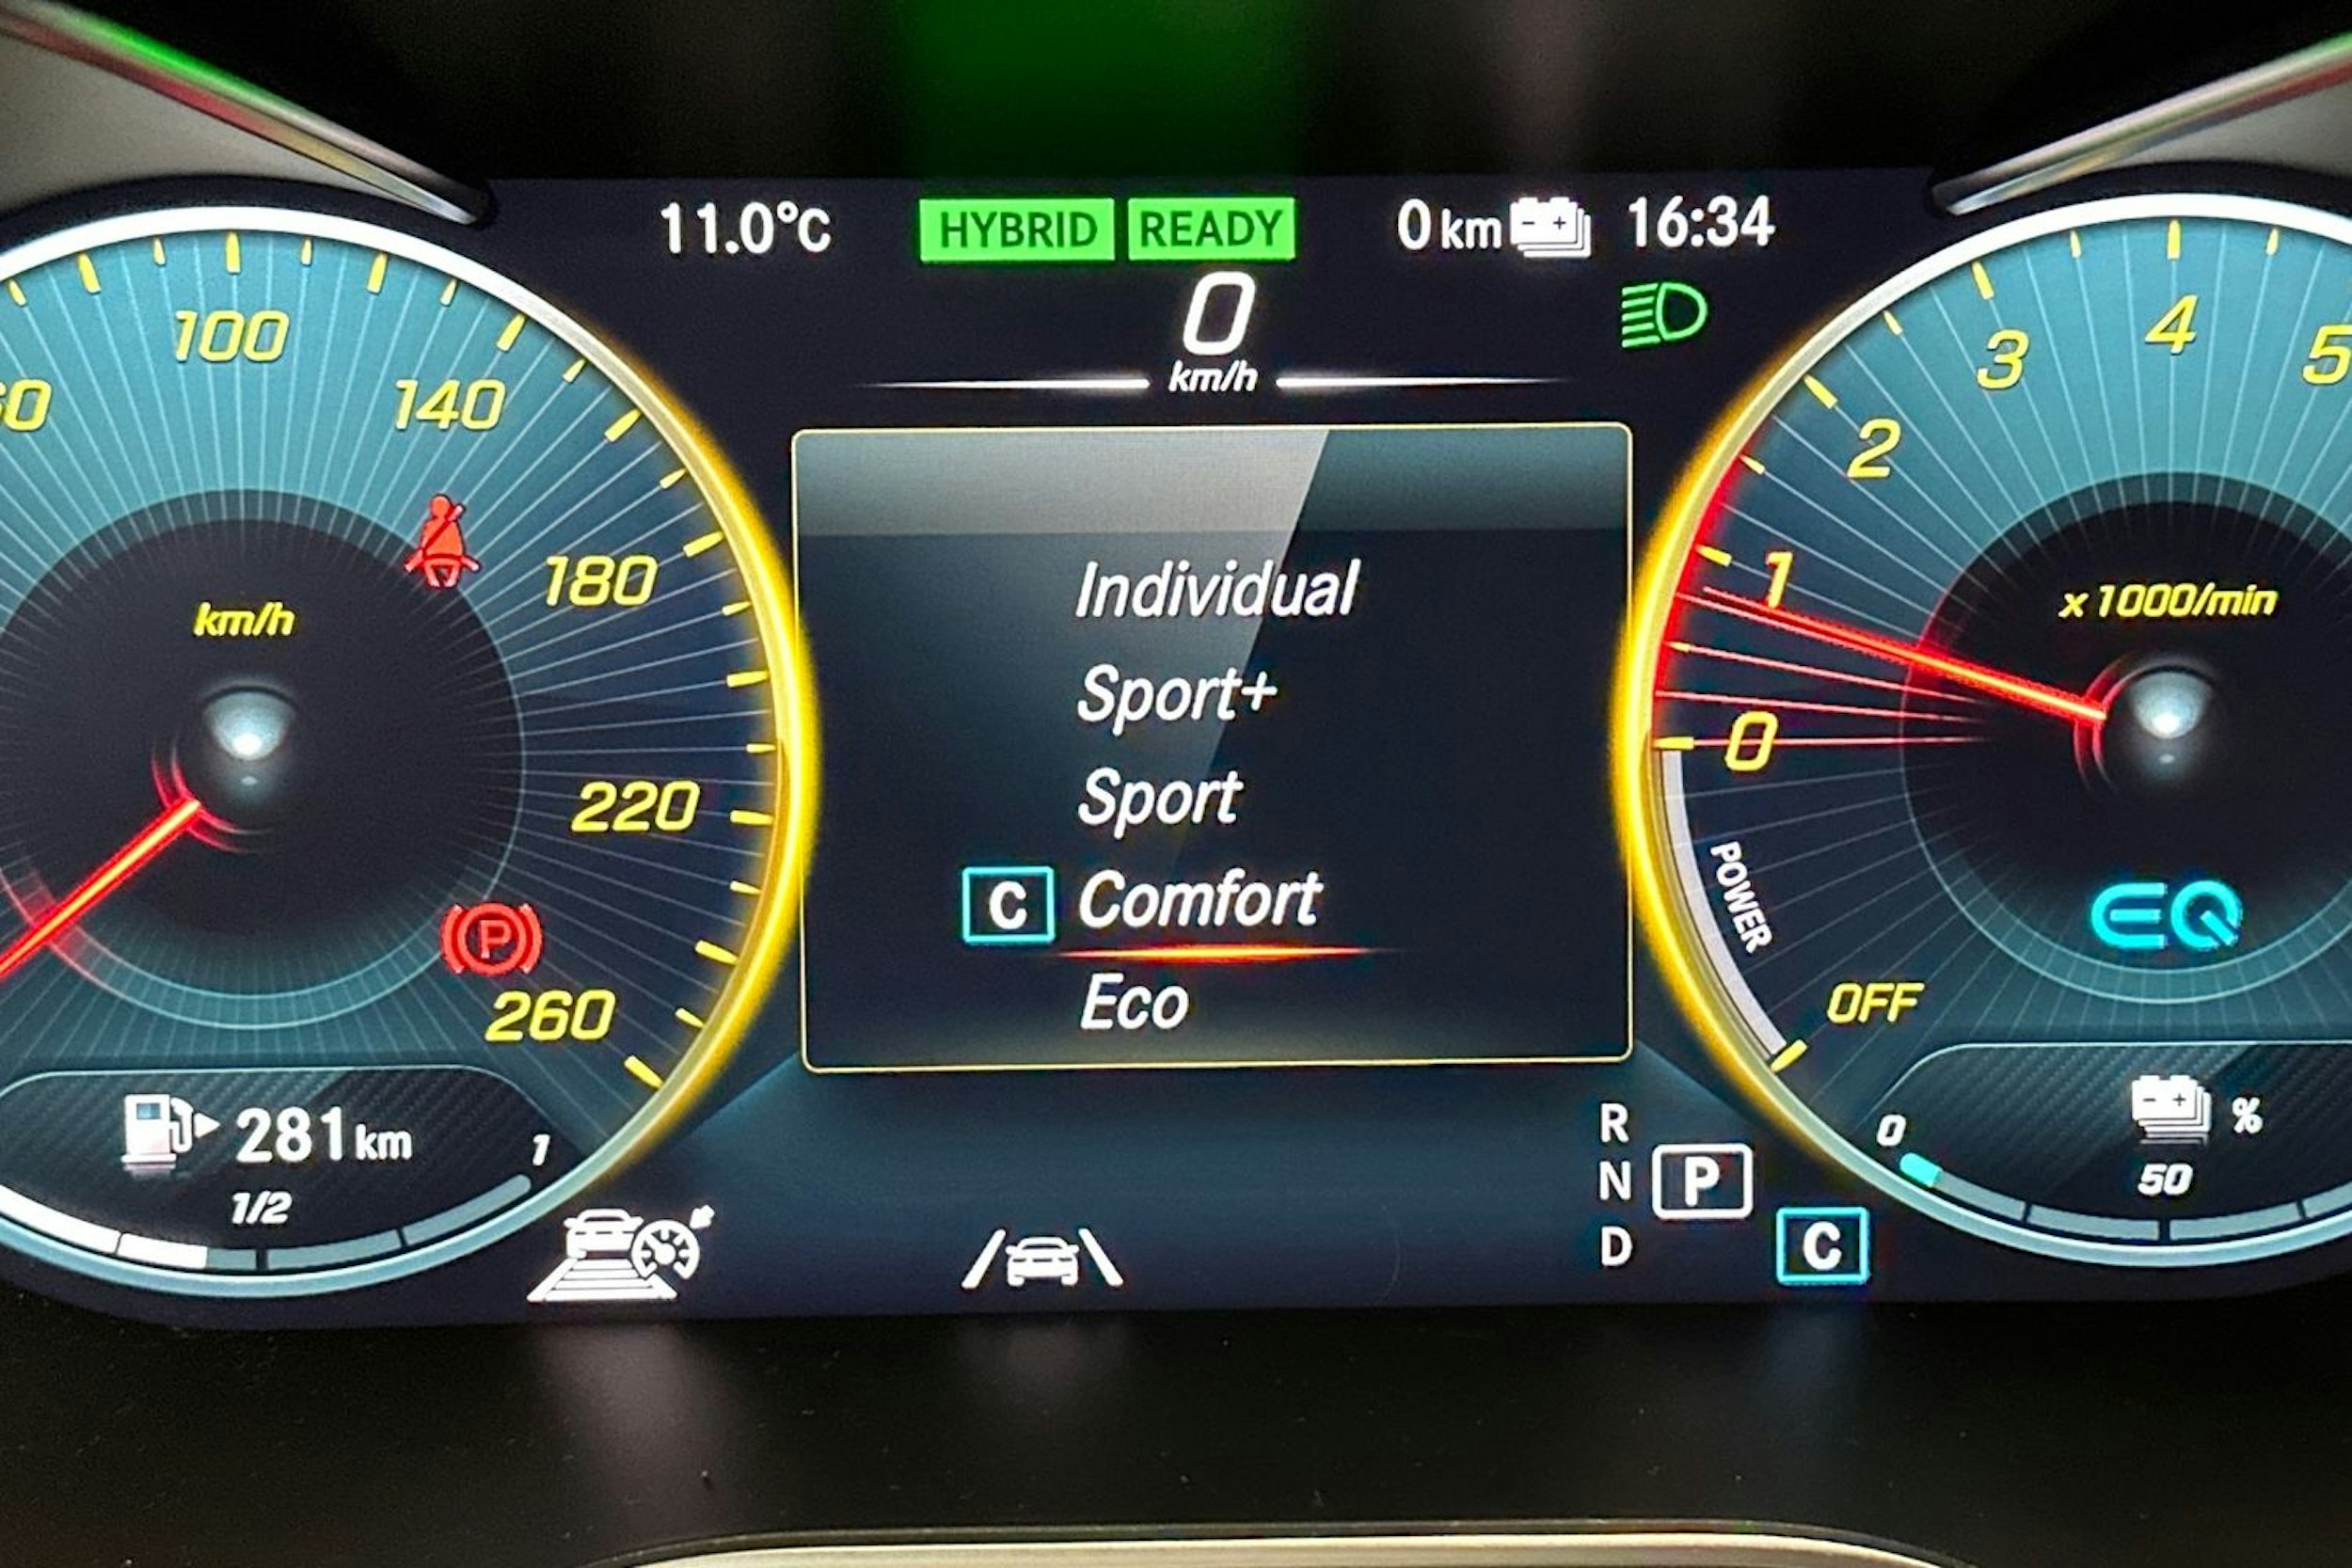 11.0°C HYBRID READY 0 km 16:34
0
km/h
60 100 140 180 220 260
km/h
P
281 km
1/2 1
Individual
Sport+
Sport
C Comfort
Eco
0 1 2 3 4 5
x 1000/min
POWER
OFF
EQ
R
N P
D C
0 50 %